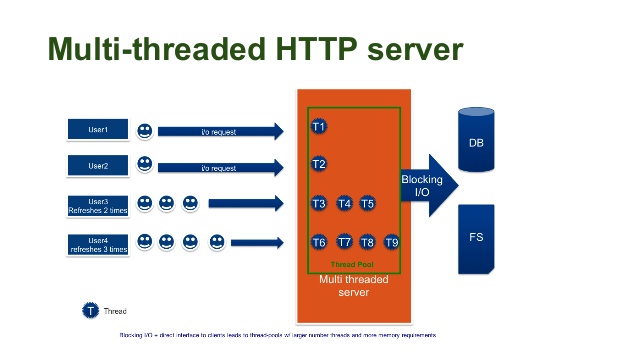 Multi-threaded HTTP server
User1
i/o request
T1
DB
User2
i/o request
T2
Blocking
I/O
User3
Refreshes 2 times
T3 T4 T5
User4
refreshes 3 times
T6 T7 T8 T9
FS
Thread Pool
Multi threaded
server
T Thread
Blocking I/O + direct interface to clients leads to thread-pools w/ larger number threads and more memory requirements